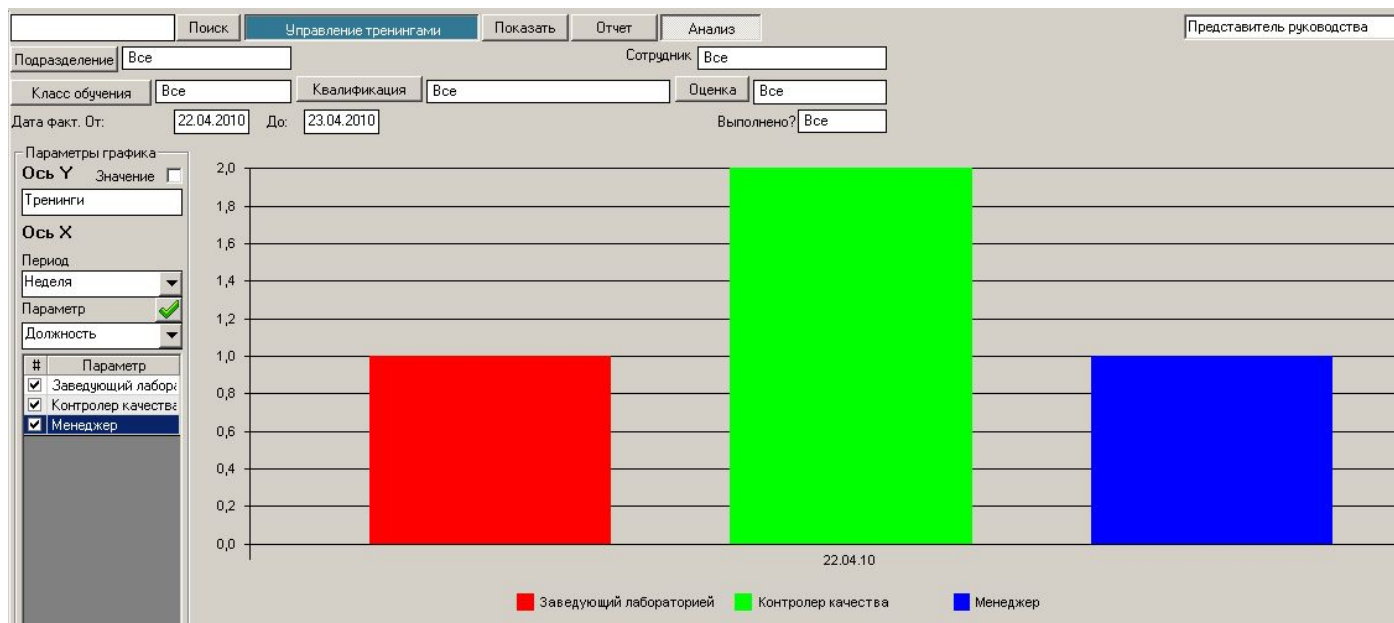 Поиск Управление тренингами Показать Отчет Анализ Представитель руководства
Подразделение Все Сотрудник Все
Класс обучения Все Квалификация Все Оценка Все
Дата факт. От: 22.04.2010 До: 23.04.2010 Выполнено? Все
Параметры графика
Ось Y Значение
Тренинги
Ось X
Период
Неделя
Параметр
Должность
# Параметр
Заведующий лабора
Контролер качества
Менеджер
2,0
1,8
1,6
1,4
1,2
1,0
0,8
0,6
0,4
0,2
0,0
22.04.10
Заведующий лабораторией Контролер качества Менеджер